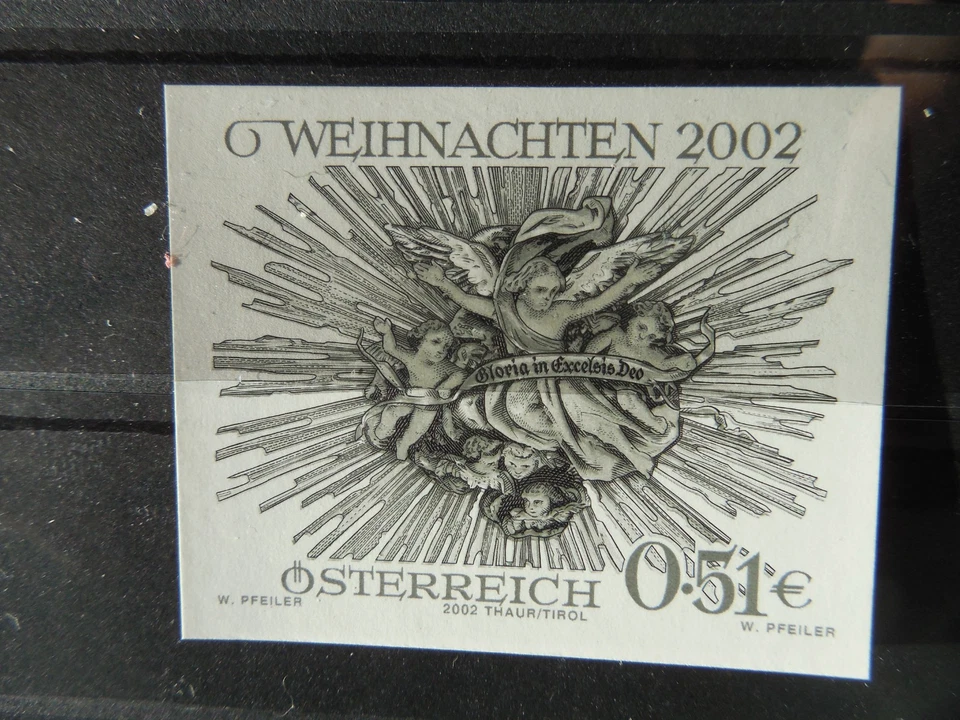 WEIHNACHTEN 2002
Gloria in Excelsis Deo
ÖSTERREICH 0.51€
W. PFEILER 2002 THAUR/TIROL W. PFEILER